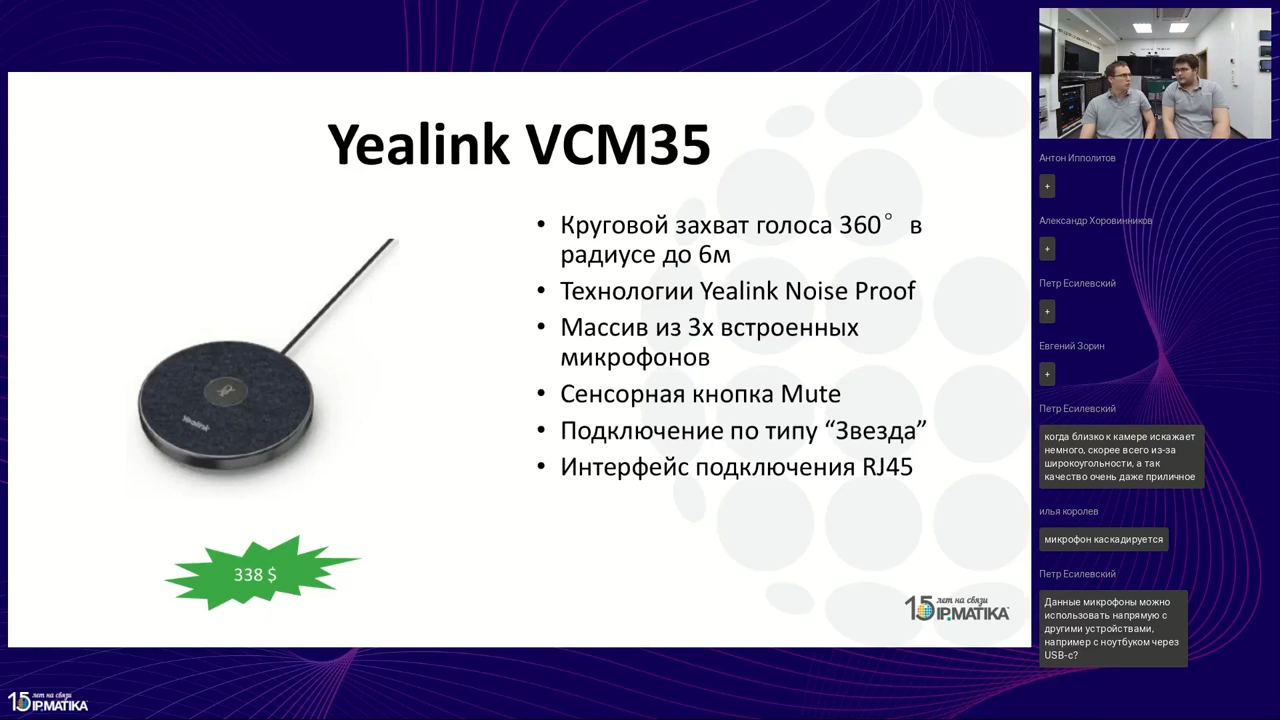 Yealink VCM35
• Круговой захват голоса 360° в
радиусе до 6м
• Технологии Yealink Noise Proof
• Массив из 3х встроенных
микрофонов
• Сенсорная кнопка Mute
• Подключение по типу “Звезда”
• Интерфейс подключения RJ45
Yealink
338 $
15 лет на связи
IPMATIKA
15 лет на связи
IPMATIKA
Антон Ипполитов
+
Александр Хоровинников
+
Петр Есилевский
+
Евгений Зорин
+
Петр Есилевский
когда близко к камере искажает
немного, скорее всего из-за
широкоугольности, а так
качество очень даже приличное
илья королев
микрофон каскадируется
Петр Есилевский
Данные микрофоны можно
использовать напрямую с
другими устройствами,
например с ноутбуком через
USB-c?